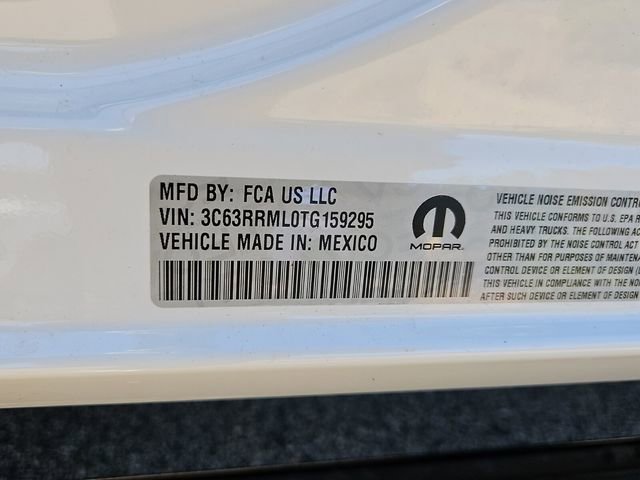 MFD BY: FCA US LLC
VIN: 3C63RRML0TG159295
VEHICLE MADE IN: MEXICO
MOPAR.
VEHICLE NOISE EMISSION CONTRO
THIS VEHICLE CONFORMS TO U.S. EPA R
AND HEAVY TRUCKS. THE FOLLOWING AC
PROHIBITED BY THE NOISE CONTROL ACT
OTHER THAN FOR PURPOSES OF MAINTENA
CONTROL DEVICE OR ELEMENT OF DESIGN (
THIS VEHICLE IN COMPLIANCE WITH THE NOI
AFTER SUCH DEVICE OR ELEMENT OF DESIGN